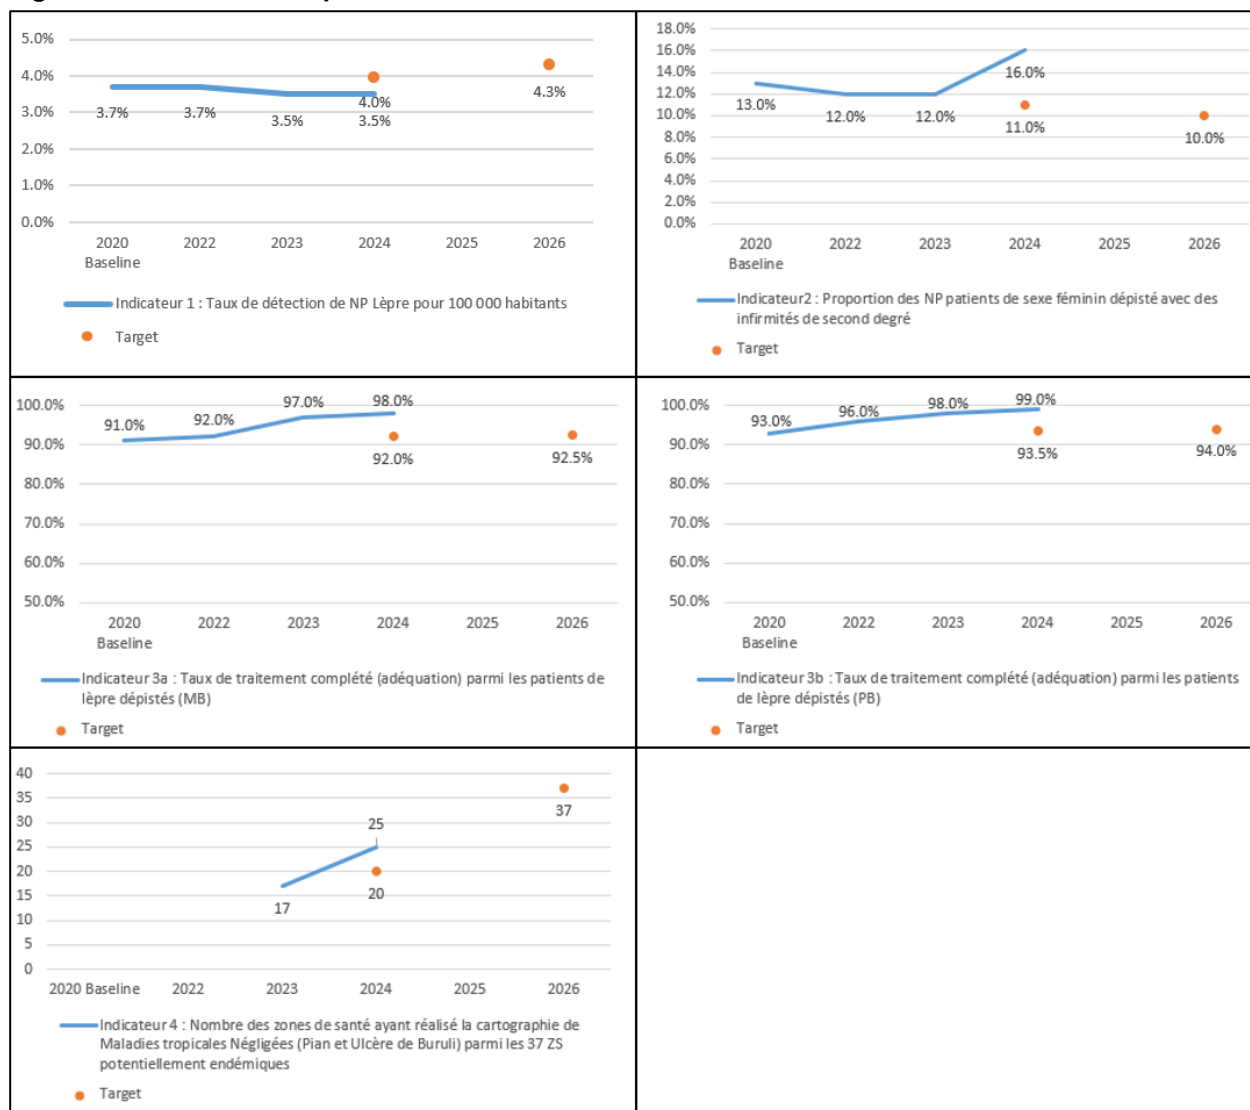 5.0%
4.0%
3.0%
2.0%
1.0%
0.0%
3.7%
3.7%
3.5%
4.0%
3.5%
4.3%
2020 2022 2023 2024 2025 2026
Baseline
Indicateur 1 : Taux de détection de NP Lèpre pour 100 000 habitants
Target
18.0%
16.0%
14.0%
12.0%
10.0%
8.0%
6.0%
4.0%
2.0%
0.0%
13.0%
12.0%
12.0%
16.0%
11.0%
10.0%
2020 2022 2023 2024 2025 2026
Baseline
Indicateur2 : Proportion des NP patients de sexe féminin dépisté avec des
infirmités de second degré
Target
100.0%
90.0%
80.0%
70.0%
60.0%
50.0%
91.0%
92.0%
97.0%
98.0%
92.0%
92.5%
2020 2022 2023 2024 2025 2026
Baseline
Indicateur 3a : Taux de traitement complété (adéquation) parmi les patients de
lèpre dépistés (MB)
Target
100.0%
90.0%
80.0%
70.0%
60.0%
50.0%
93.0%
96.0%
98.0%
99.0%
93.5%
94.0%
2020 2022 2023 2024 2025 2026
Baseline
Indicateur 3b : Taux de traitement complété (adéquation) parmi les patients
de lèpre dépistés (PB)
Target
40
35
30
25
20
15
10
5
0
17
25
20
37
2020 Baseline 2022 2023 2024 2025 2026
Indicateur 4 : Nombre des zones de santé ayant réalisé la cartographie de
Maladies tropicales Négligées (Pian et Ulcère de Buruli) parmi les 37 ZS
potentiellement endémiques
Target